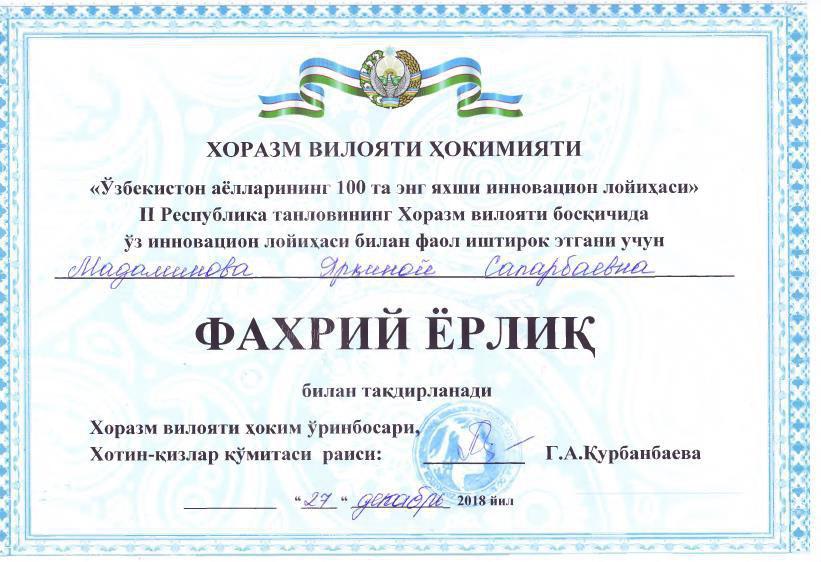 ХОРАЗМ ВИЛОЯТИ ҲОКИМИЯТИ
«Ўзбекистон аёлларининг 100 та энг яхши инновацион лойиҳаси»
II Республика танловининг Хоразм вилояти босқичида
ўз инновацион лойиҳаси билан фаол иштирок этгани учун
Мадаминова Ярқиной Сапарбаевна
ФАХРИЙ ЁРЛИҚ
билан тақдирланади
Хоразм вилояти ҳоким ўринбосари,
Хотин-қизлар қўмитаси раиси: Г.А.Қурбанбаева
“27“ декабрь 2018 йил